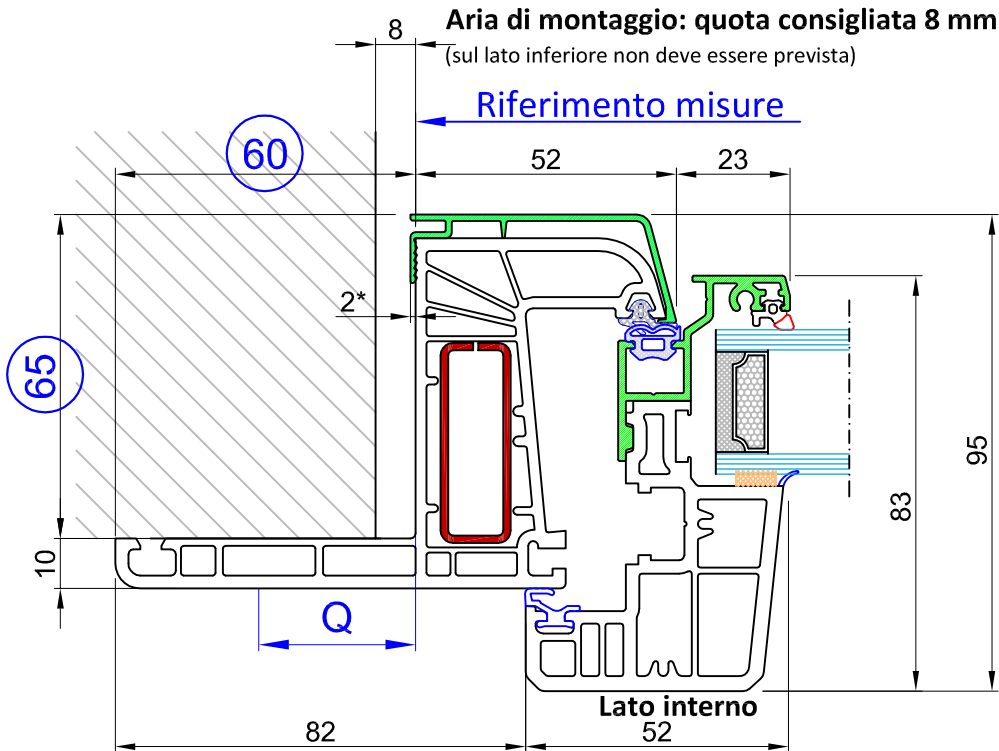 8
Aria di montaggio: quota consigliata 8 mm
(sul lato inferiore non deve essere prevista)
Riferimento misure
60
52
23
2*
65
95
83
10
Q
Lato interno
82
52